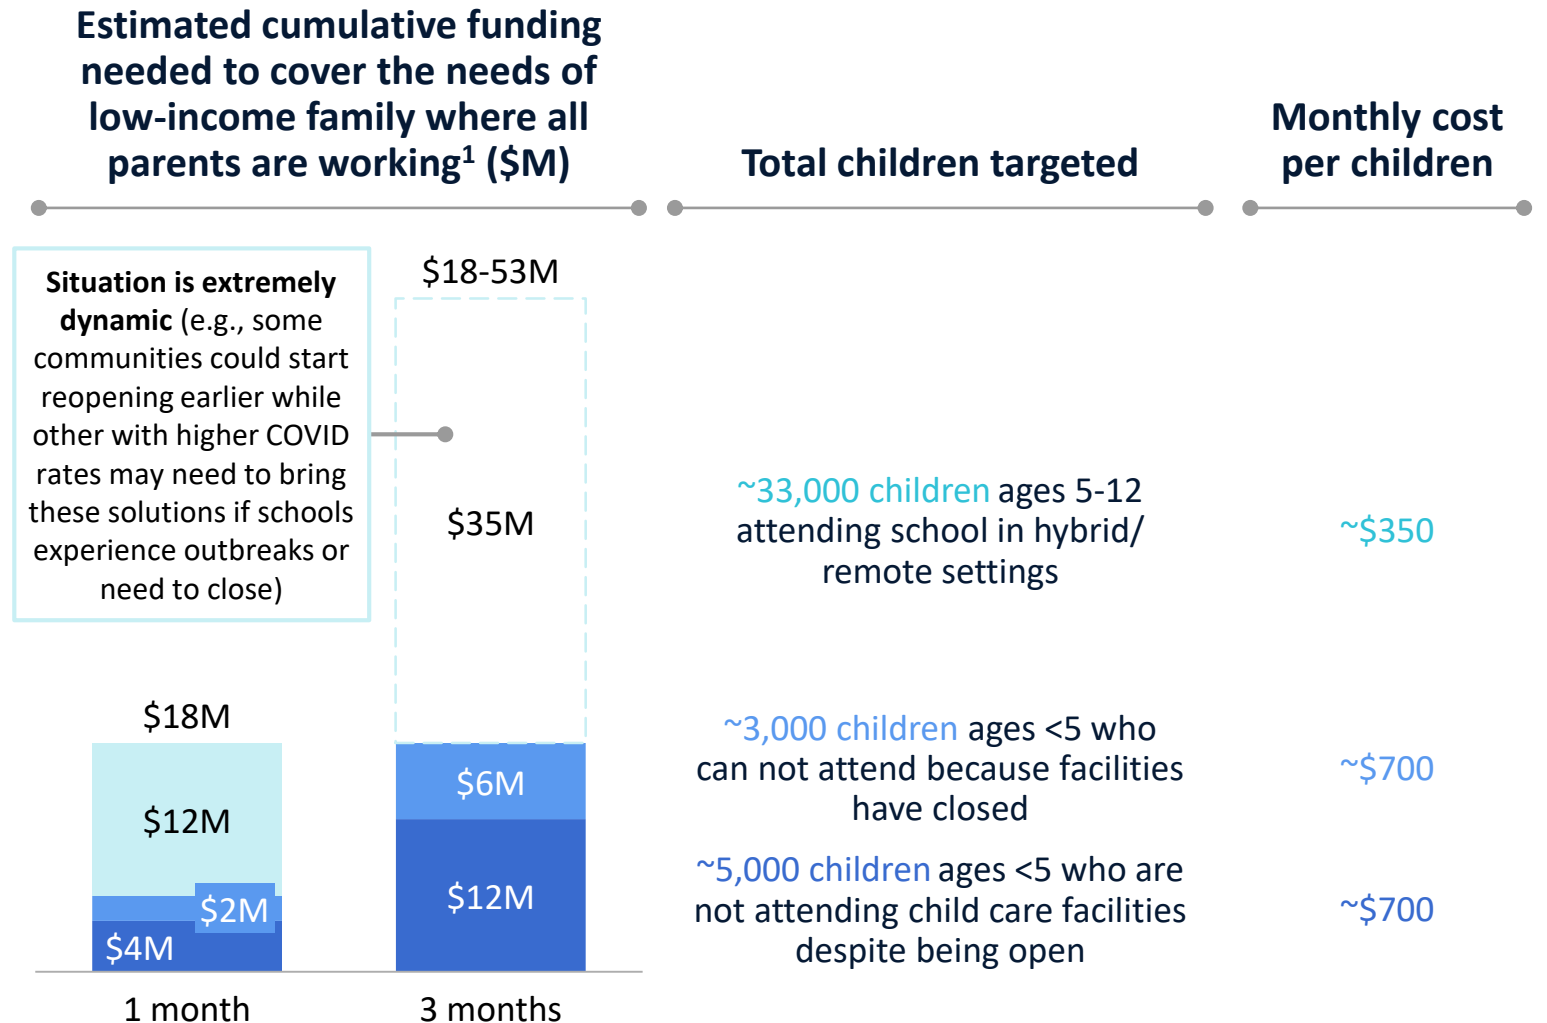 Estimated cumulative funding
needed to cover the needs of
low-income family where all
parents are working¹ ($M)
Total children targeted
Monthly cost
per children
Situation is extremely
dynamic (e.g., some
communities could start
reopening earlier while
other with higher COVID
rates may need to bring
these solutions if schools
experience outbreaks or
need to close)
$18-53M
$35M
$18M
$12M
$2M
$4M
$6M
$12M
1 month
3 months
~33,000 children ages 5-12
attending school in hybrid/
remote settings
~$350
~3,000 children ages <5 who
can not attend because facilities
have closed
~$700
~5,000 children ages <5 who are
not attending child care facilities
despite being open
~$700